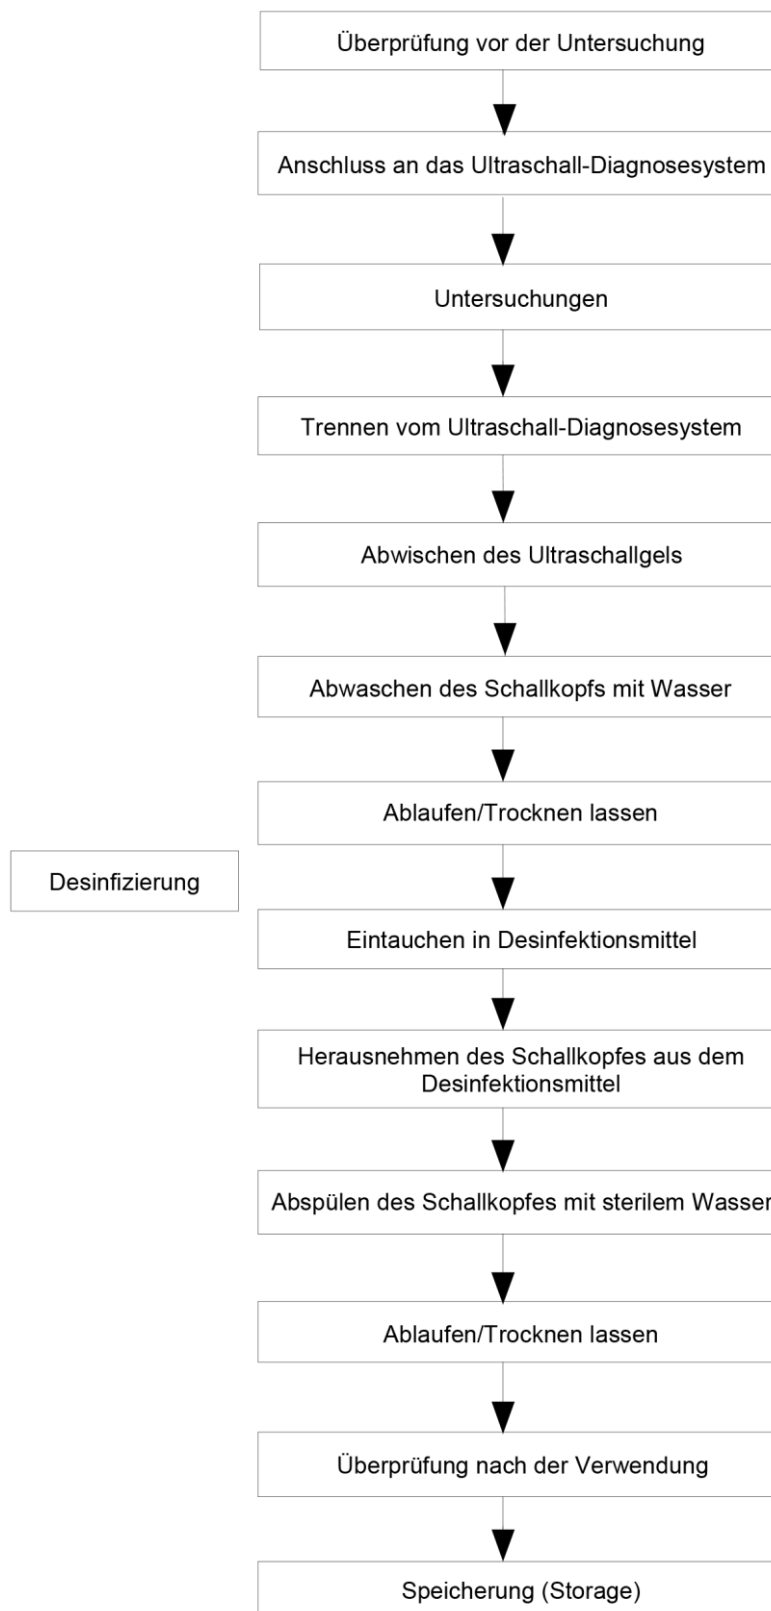 Überprüfung vor der Untersuchung
Anschluss an das Ultraschall-Diagnosesystem
Untersuchungen
Trennen vom Ultraschall-Diagnosesystem
Abwischen des Ultraschallgels
Abwaschen des Schallkopfs mit Wasser
Ablaufen/Trocknen lassen
Desinfizierung
Eintauchen in Desinfektionsmittel
Herausnehmen des Schallkopfes aus dem
Desinfektionsmittel
Abspülen des Schallkopfes mit sterilem Wasser
Ablaufen/Trocknen lassen
Überprüfung nach der Verwendung
Speicherung (Storage)